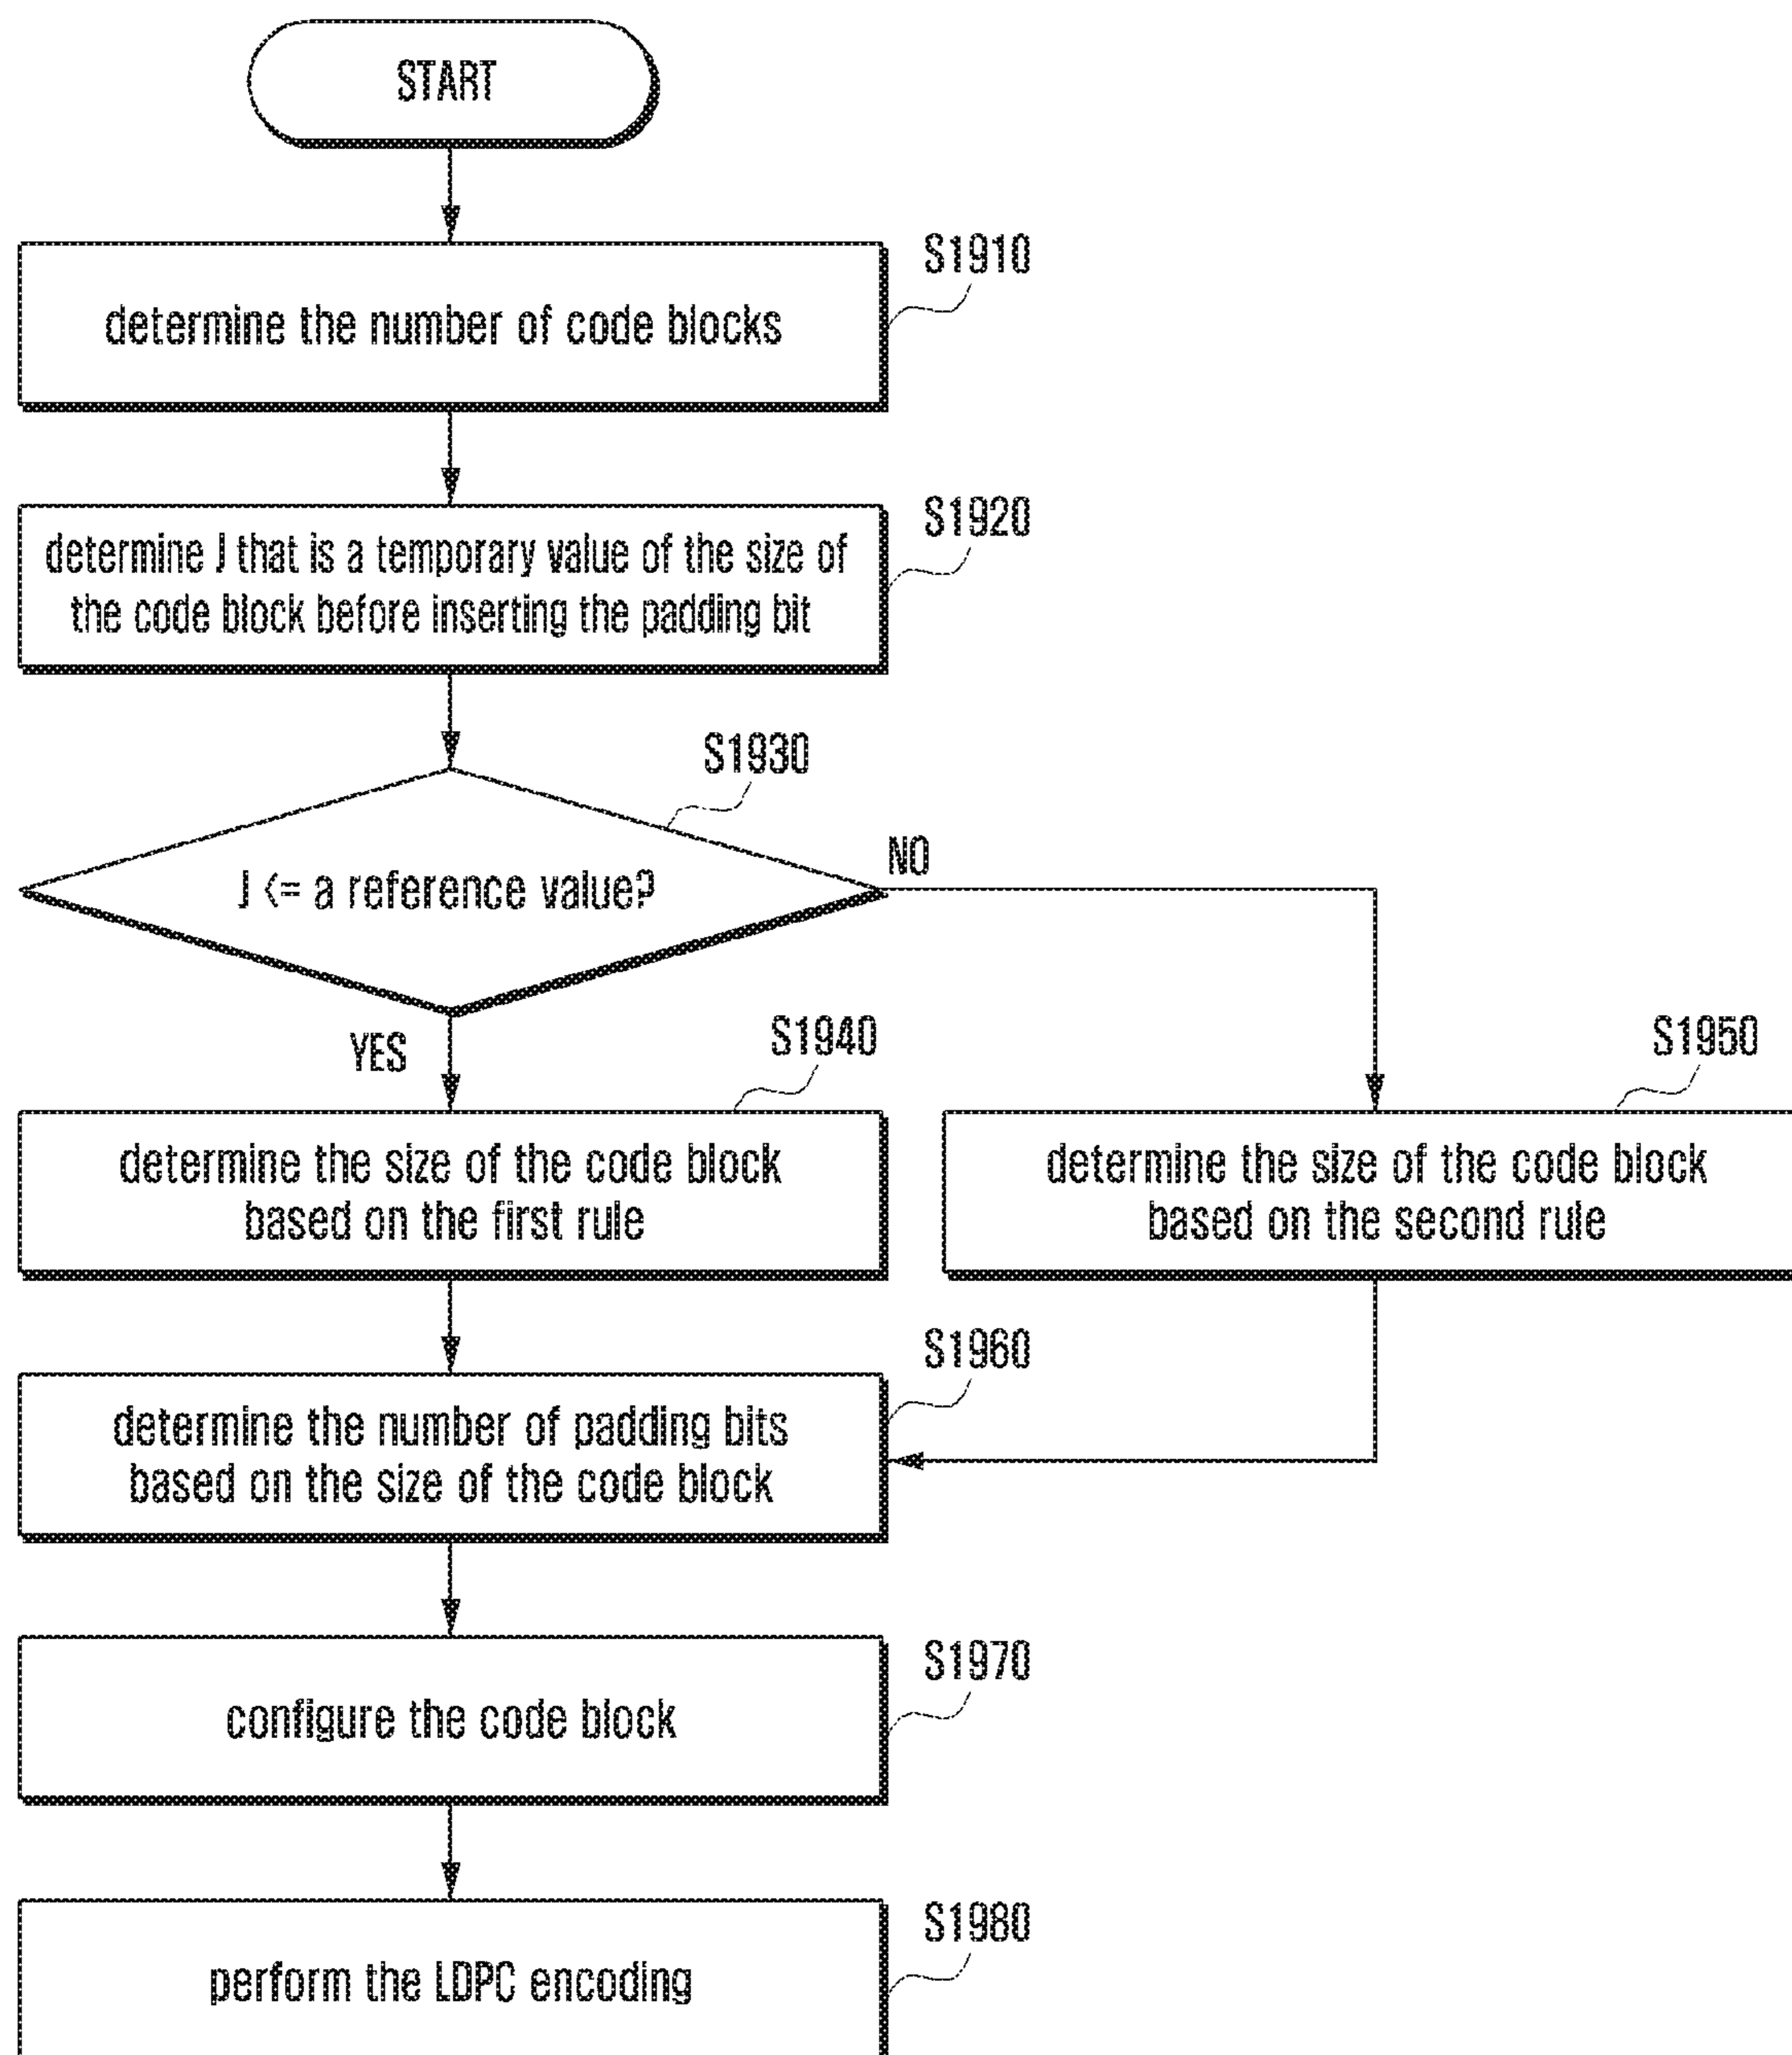 START
S1910
determine the number of code blocks
S1920
determine J that is a temporary value of the size of
the code block before inserting the padding bit
S1930
J <= a reference value?
NO
YES
S1940
determine the size of the code block
based on the first rule
S1950
determine the size of the code block
based on the second rule
S1960
determine the number of padding bits
based on the size of the code block
S1970
configure the code block
S1980
perform the LDPC encoding